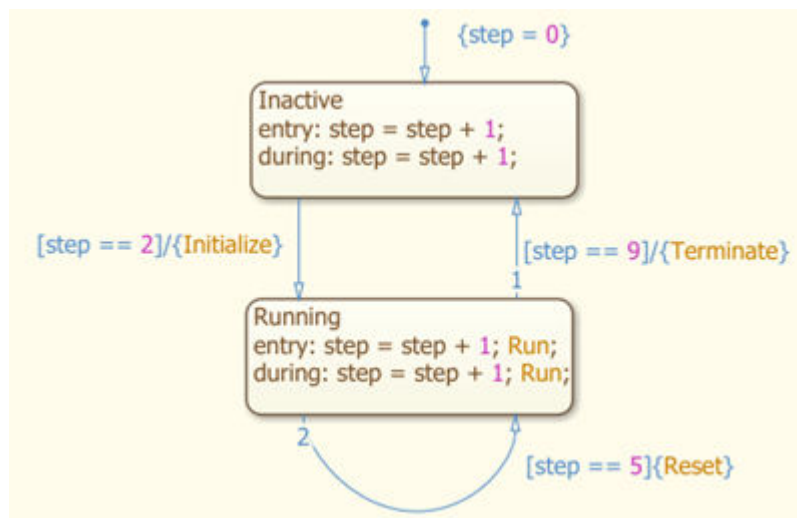 {step = 0}
Inactive
entry: step = step + 1;
during: step = step + 1;
[step == 2]/{Initialize}
[step == 9]/{Terminate}
1
Running
entry: step = step + 1; Run;
during: step = step + 1; Run;
2
[step == 5]{Reset}